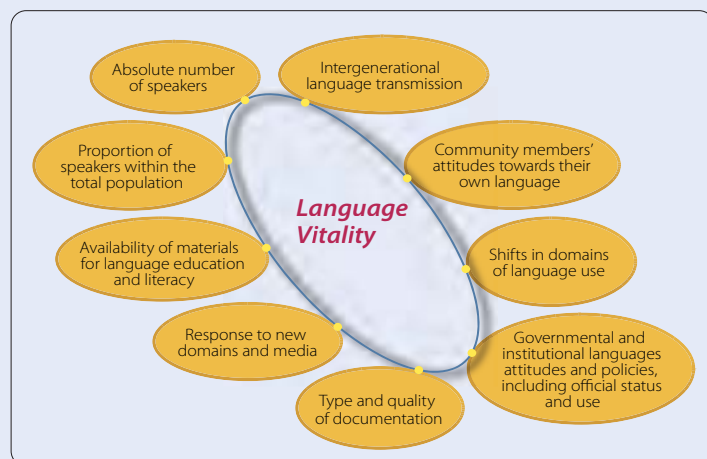 Absolute number
of speakers
Intergenerational
language transmission
Proportion of
speakers within the
total population
Community members’
attitudes towards their
own language
Language
Vitality
Availability of materials
for language education
and literacy
Shifts in domains
of language use
Response to new
domains and media
Governmental and
institutional languages
attitudes and policies,
including official status
and use
Type and quality
of documentation